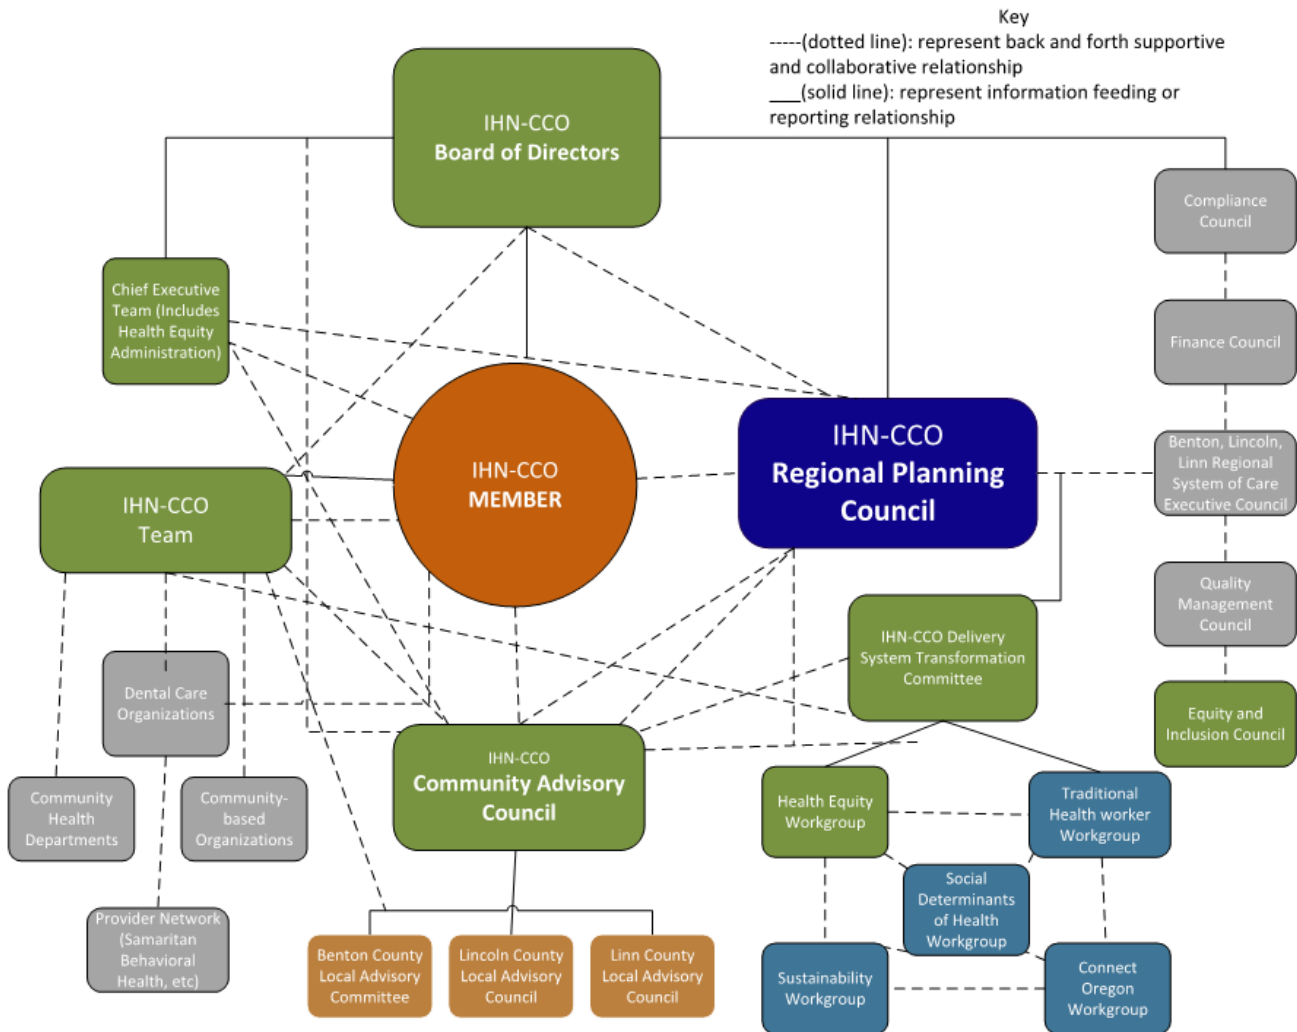 Key
-----(dotted line): represent back and forth supportive
and collaborative relationship
___(solid line): represent information feeding or
reporting relationship
IHN-CCO
Board of Directors
Compliance
Council
Chief Executive
Team (Includes
Health Equity
Administration)
Finance Council
IHN-CCO
MEMBER
IHN-CCO
Regional Planning
Council
Benton, Lincoln,
Linn Regional
System of Care
Executive Council
IHN-CCO
Team
Quality
Management
Council
IHN-CCO Delivery
System Transformation
Committee
Dental Care
Organizations
Equity and
Inclusion Council
IHN-CCO
Community Advisory
Council
Community
Health
Departments
Community-
based
Organizations
Health Equity
Workgroup
Traditional
Health worker
Workgroup
Social
Determinants
of Health
Workgroup
Provider Network
(Samaritan
Behavioral
Health, etc)
Benton County
Local Advisory
Committee
Lincoln County
Local Advisory
Council
Linn County
Local Advisory
Council
Sustainability
Workgroup
Connect
Oregon
Workgroup